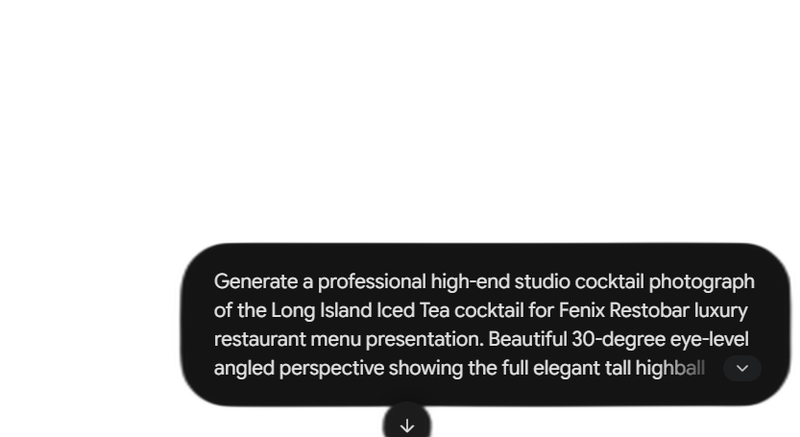 Generate a professional high-end studio cocktail photograph
of the Long Island Iced Tea cocktail for Fenix Restobar luxury
restaurant menu presentation. Beautiful 30-degree eye-level
angled perspective showing the full elegant tall highball